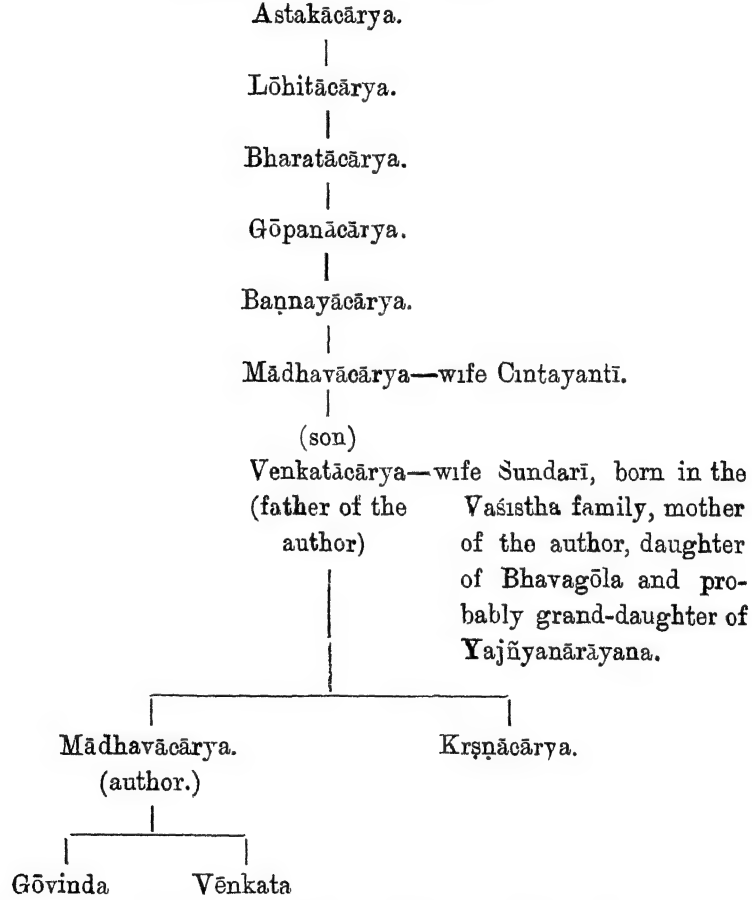 Astakācārya.
Lōhitācārya.
Bharatācārya.
Gōpanācārya.
Baṇnayācārya.
Mādhavācārya—wife Cintayantī.
(son)
Venkatācārya—wife Sundarī, born in the
(father of the Vaśistha family, mother
author) of the author, daughter
of Bhavagōla and pro-
bably grand-daughter of
Yajñyanārāyana.
Mādhavācārya. Krṣṇācārya.
(author.)
Gōvinda Vēnkata